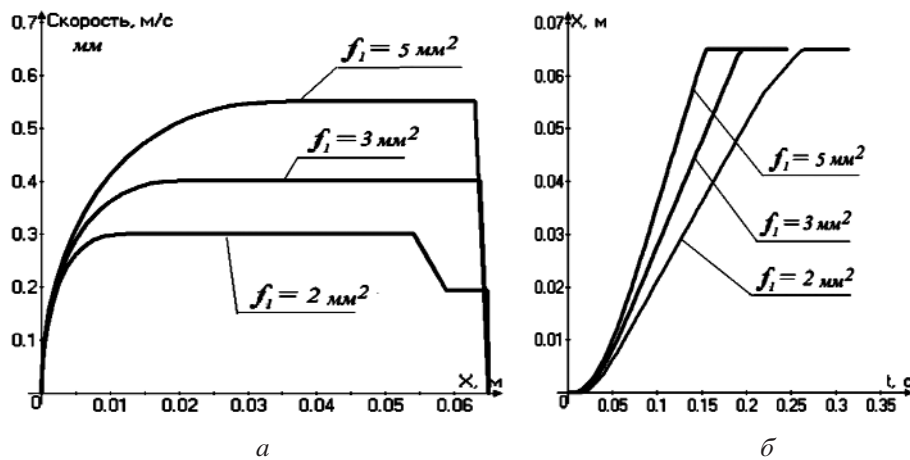 Скорость, м/с
мм
0.7
0.6
0.5
0.4
0.3
0.2
0.1
0
0.01
0.02
0.03
0.04
0.05
0.06
X, м
f₁ = 5 мм²
f₁ = 3 мм²
f₁ = 2 мм²
а
X, м
0.07
0.06
0.05
0.04
0.03
0.02
0.01
0
0.05
0.1
0.15
0.2
0.25
0.3
0.35
t, с
f₁ = 5 мм²
f₁ = 3 мм²
f₁ = 2 мм²
б